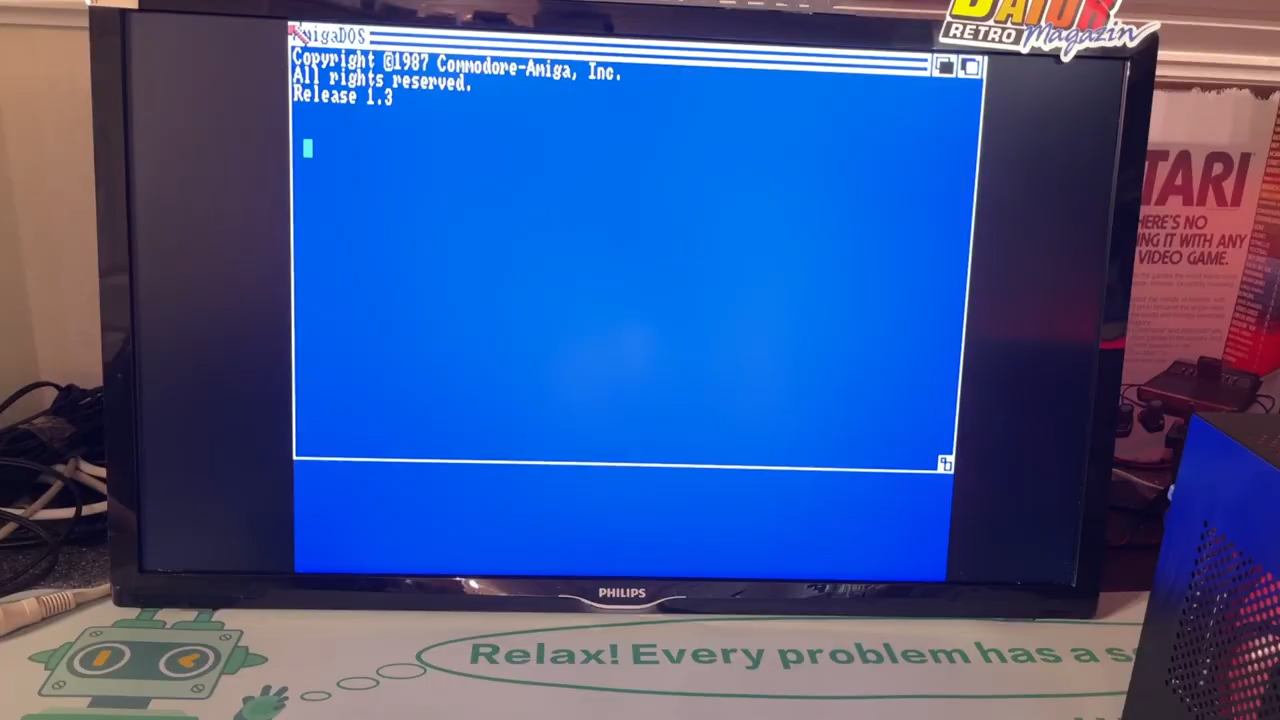 AmigaDOS
Copyright ©1987 Commodore-Amiga, Inc.
All rights reserved.
Release 1.3
RETRO Magazin
TARI
HERE'S NO
ING IT WITH ANY
VIDEO GAME.
PHILIPS
Relax! Every problem has a s